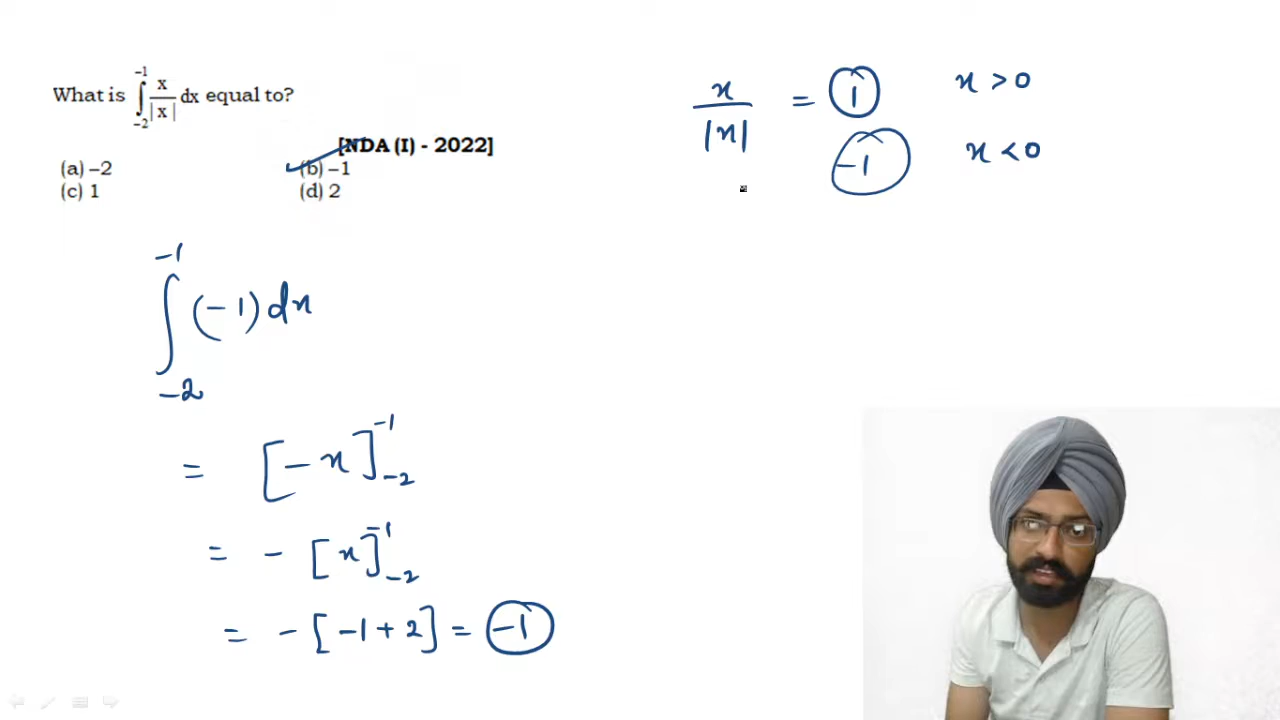 What is ∫_{-2}^{-1} x/|x| dx equal to?
[NDA (I) - 2022]
(a) –2 (b) –1
(c) 1 (d) 2
x/|x| = 1 x > 0
-1 x < 0
∫_{-2}^{-1} (-1) dx
= [-x]_{-2}^{-1}
= - [x]_{-2}^{-1}
= - [-1 + 2] = -1